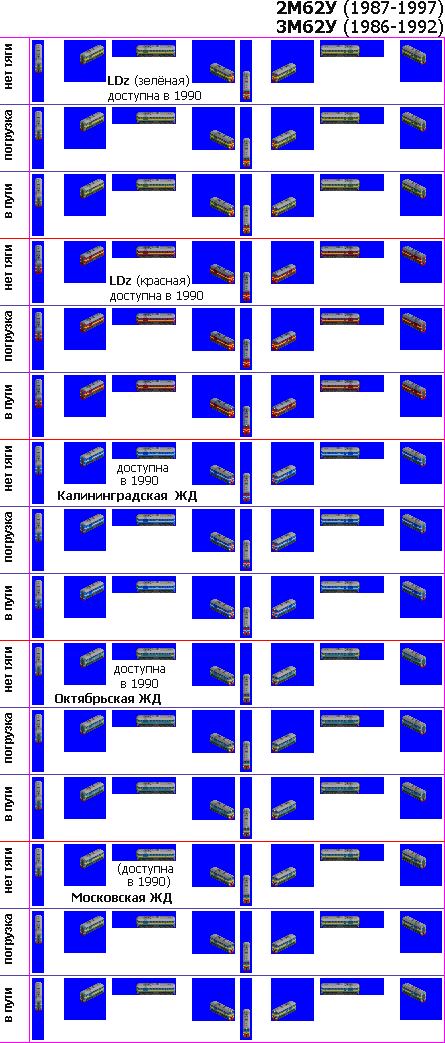 2М62У (1987-1997)
3М62У (1986-1992)
нет тяги
LDz (зелёная)
доступна в 1990
погрузка
в пути
нет тяги
LDz (красная)
доступна в 1990
погрузка
в пути
нет тяги
доступна
в 1990
Калининградская ЖД
погрузка
в пути
нет тяги
доступна
в 1990
Октябрьская ЖД
погрузка
в пути
нет тяги
(доступна
в 1990)
Московская ЖД
погрузка
в пути